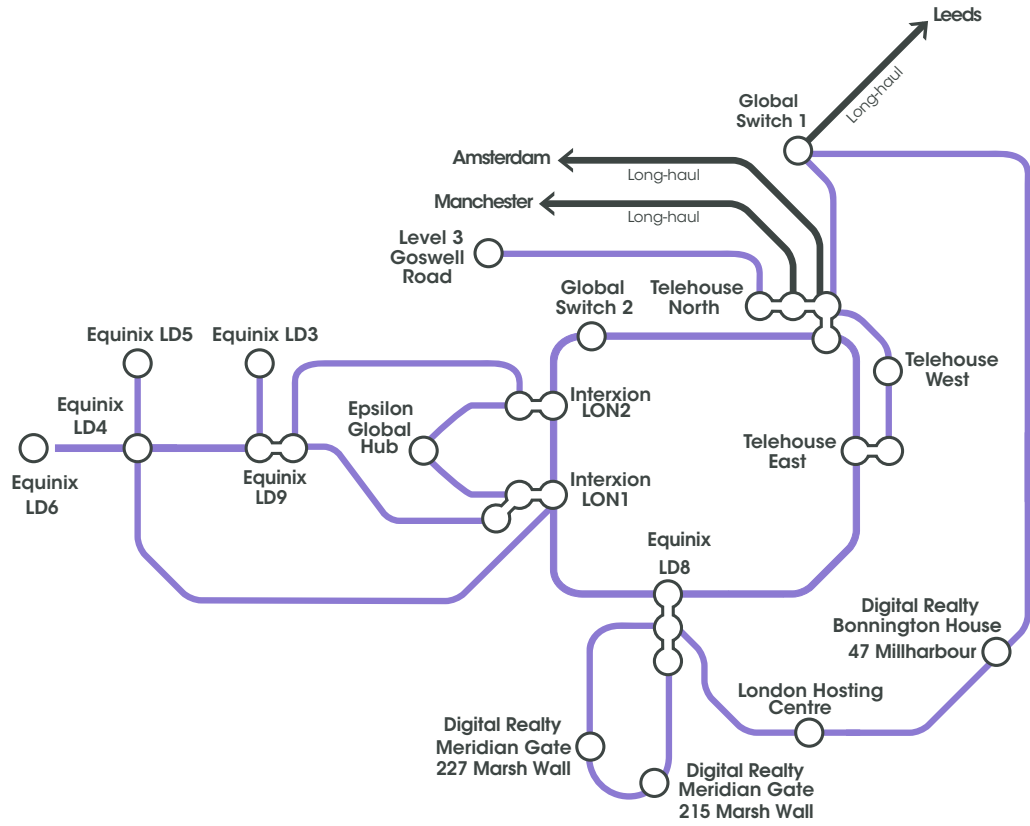 Leeds
Long-haul
Global
Switch 1
Amsterdam
Long-haul
Manchester
Long-haul
Level 3
Goswell
Road
Global
Switch 2
Telehouse
North
Equinix LD5
Equinix LD3
Telehouse
West
Equinix
LD4
Epsilon
Global
Hub
Interxion
LON2
Telehouse
East
Equinix
LD6
Equinix
LD9
Interxion
LON1
Equinix
LD8
Digital Realty
Bonnington House
47 Millharbour
London Hosting
Centre
Digital Realty
Meridian Gate
227 Marsh Wall
Digital Realty
Meridian Gate
215 Marsh Wall